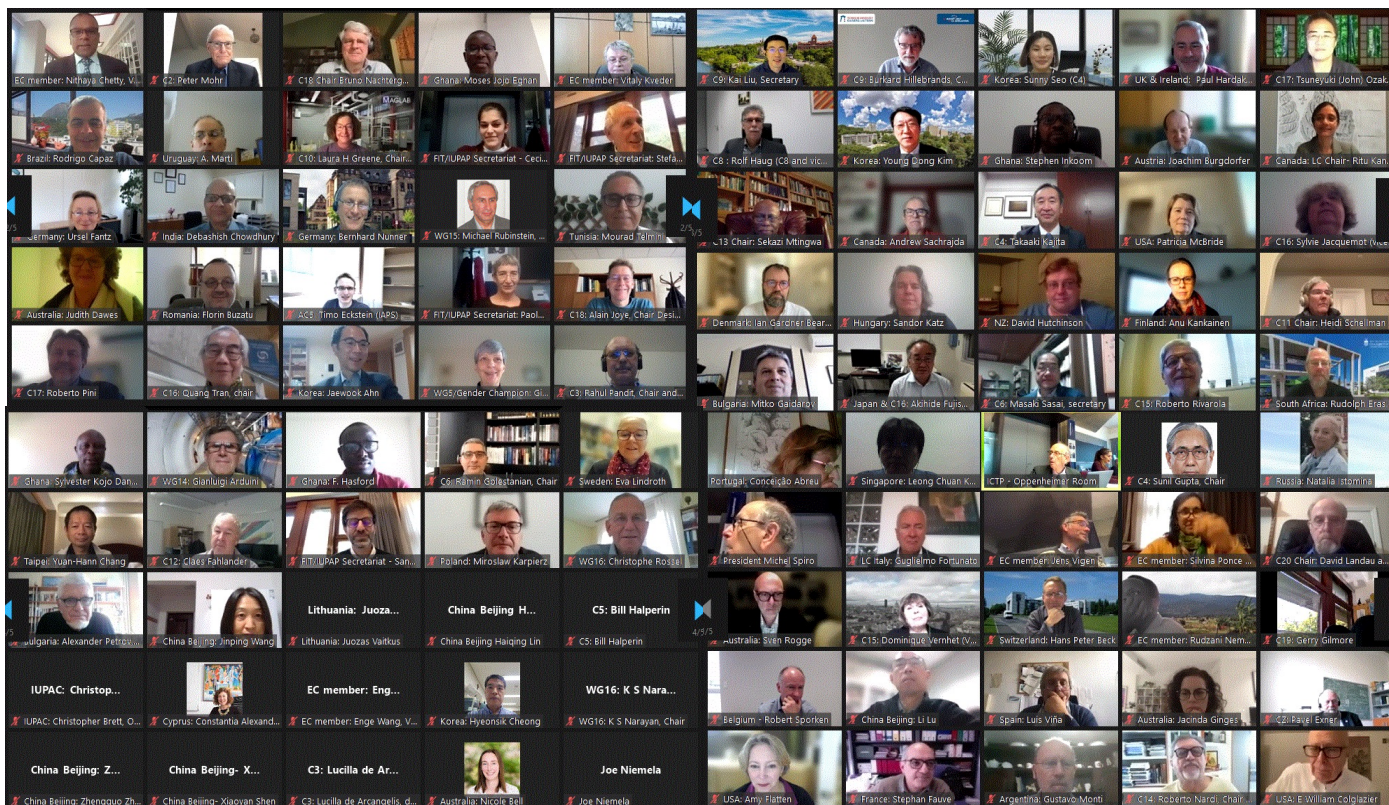 EC member: Nithaya Chetty, V...
C2: Peter Mohr
C18 Chair Bruno Nachterg...
Ghana: Moses Jojo Eghan
EC member: Vitaly Kveder
C9: Kai Liu, Secretary
C9: Burkard Hillebrands, C...
Korea: Sunny Seo (C4)
UK & Ireland: Paul Hardak...
C17: Tsuneyuki (John) Ozak...
MAGLAB
Brazil: Rodrigo Capaz
Uruguay: A. Marti
C10: Laura H Greene, Chair...
FIT/IUPAP Secretariat - Ceci...
FIT/IUPAP Secretariat: Stefa...
C8 : Rolf Haug (C8 and vic...
Korea: Young Dong Kim
Ghana: Stephen Inkoom
Austria: Joachim Burgdorfer
Canada: LC Chair- Ritu Kan...
Germany: Ursel Fantz
India: Debashish Chowdhury
Germany: Bernhard Nunner
WG15: Michael Rubinstein, ...
Tunisia: Mourad Telmini
2/5
C13 Chair: Sekazi Mtingwa
Canada: Andrew Sachrajda
C4: Takaaki Kajita
USA: Patricia McBride
C16: Sylvie Jacquemot (vice
Australia: Judith Dawes
Romania: Florin Buzatu
AC5: Timo Eckstein (IAPS)
FIT/IUPAP Secretariat: Paol...
C18: Alain Joye, Chair Desi...
Denmark: Ian Gardner Bear...
Hungary: Sandor Katz
NZ: David Hutchinson
Finland: Anu Kankainen
C11 Chair: Heidi Schellman
C17: Roberto Pini
C16: Quang Tran, chair
Korea: Jaewook Ahn
WG5/Gender Champion: Gi...
C3: Rahul Pandit, Chair and...
Bulgaria: Mitko Gaidarov
Japan & C16: Akihide Fujis...
C6: Masaki Sasai, secretary
C15: Roberto Rivarola
South Africa: Rudolph Eras...
Ghana: Sylvester Kojo Dan...
WG14: Gianluigi Arduini
Ghana: F. Hasford
C6: Ramin Golestanian, Chair
Sweden: Eva Lindroth
Portugal: Conceição Abreu
Singapore: Leong Chuan K...
ICTP - Oppenheimer Room
C4: Sunil Gupta, Chair
Russia: Natalia Istomina
Taipei: Yuan-Hann Chang
C12: Claes Fahlander
FIT/IUPAP Secretariat - San...
Poland: Miroslaw Karpierz
WG16: Christophe Rossel
President Michel Spiro
LC Italy: Guglielmo Fortunato
EC member: Jens Vigen
EC member: Silvina Ponce ...
C20 Chair: David Landau a...
Lithuania: Juoza...
China Beijing H...
C5: Bill Halperin
Bulgaria: Alexander Petrov...
China Beijing: Jinping Wang
Lithuania: Juozas Vaitkus
China Beijing Haiqing Lin
C5: Bill Halperin
4/5/5
Australia: Sven Rogge
C15: Dominique Vernhet (V...
Switzerland: Hans Peter Beck
EC member: Rudzani Nem...
C19: Gerry Gilmore
IUPAC: Christop...
EC member: Eng...
WG16: K S Nara...
IUPAC: Christopher Brett, O...
Cyprus: Constantia Alexand...
EC member: Enge Wang, V...
Korea: Hyeonsik Cheong
WG16: K S Narayan, Chair
Belgium - Robert Sporken
China Beijing: Li Lu
Spain: Luis Viña
Australia: Jacinda Ginges
CZ: Pavel Exner
China Beijing: Z...
China Beijing- X...
C3: Lucilla de Ar...
Joe Niemela
China Beijing: Zhengguo Zh...
China Beijing- Xiaoyan Shen
C3: Lucilla de Arcangelis, d...
Australia: Nicole Bell
Joe Niemela
USA: Amy Flatten
France: Stephan Fauve
Argentina: Gustavo Monti
C14: Roberto Nardi, Chair
USA: E William Colglazier